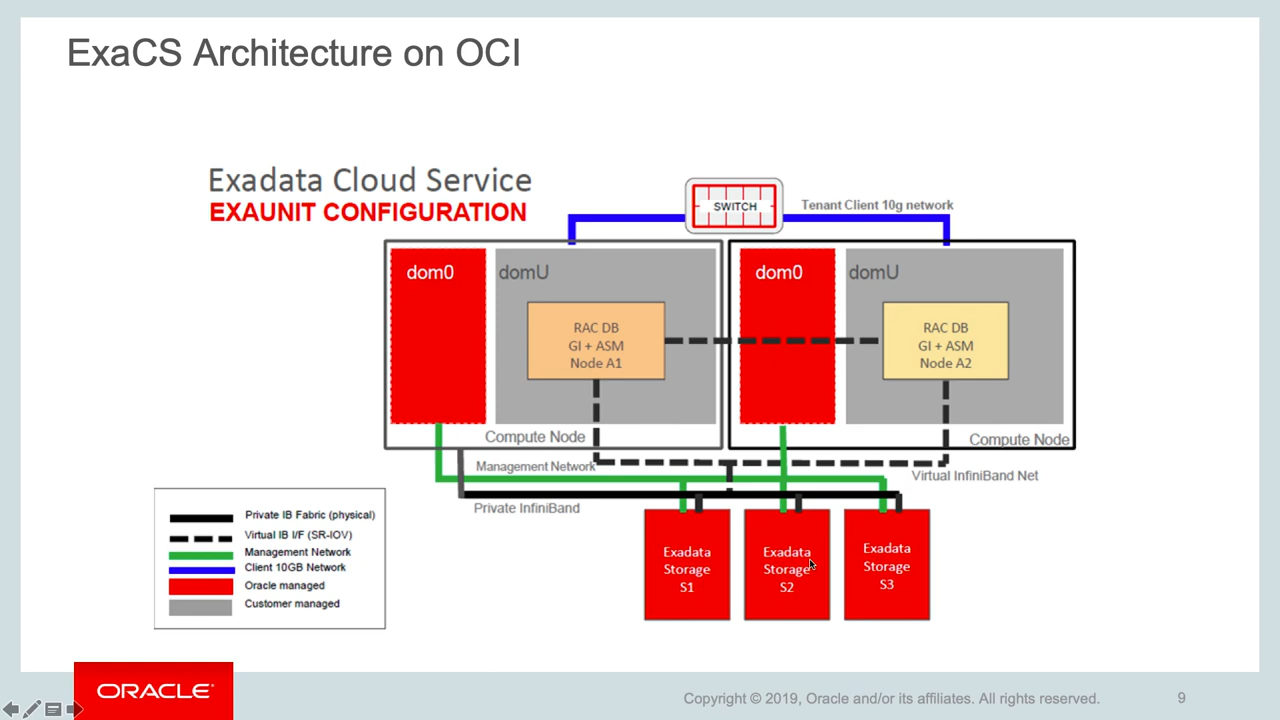 ExaCS Architecture on OCI
Exadata Cloud Service
EXAUNIT CONFIGURATION
SWITCH
Tenant Client 10g network
dom0
domU
RAC DB
GI + ASM
Node A1
Compute Node
dom0
domU
RAC DB
GI + ASM
Node A2
Compute Node
Management Network
Virtual InfiniBand Net
Private InfiniBand
Exadata
Storage
S1
Exadata
Storage
S2
Exadata
Storage
S3
Private IB Fabric (physical)
Virtual IB I/F (SR-IOV)
Management Network
Client 10GB Network
Oracle managed
Customer managed
ORACLE®
Copyright © 2019, Oracle and/or its affiliates. All rights reserved.
9